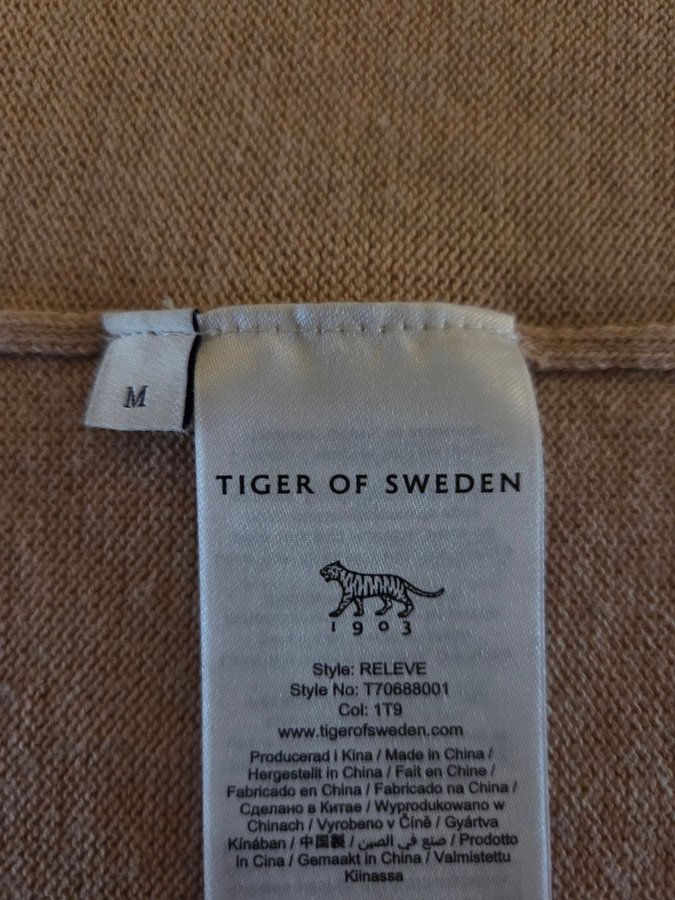 M
TIGER OF SWEDEN
1903
Style: RELEVE
Style No: T70688001
Col: 1T9
www.tigerofsweden.com
Producerad i Kina / Made in China /
Hergestellt in China / Fait en Chine /
Fabricado en China / Fabricado na China /
Сделано в Китае / Wyprodukowano w
Chinach / Vyrobeno v Číně / Gyártva
Kínában / 中国製 / صنع في الصين / Prodotto
in Cina / Gemaakt in China / Valmistettu
Kiinassa